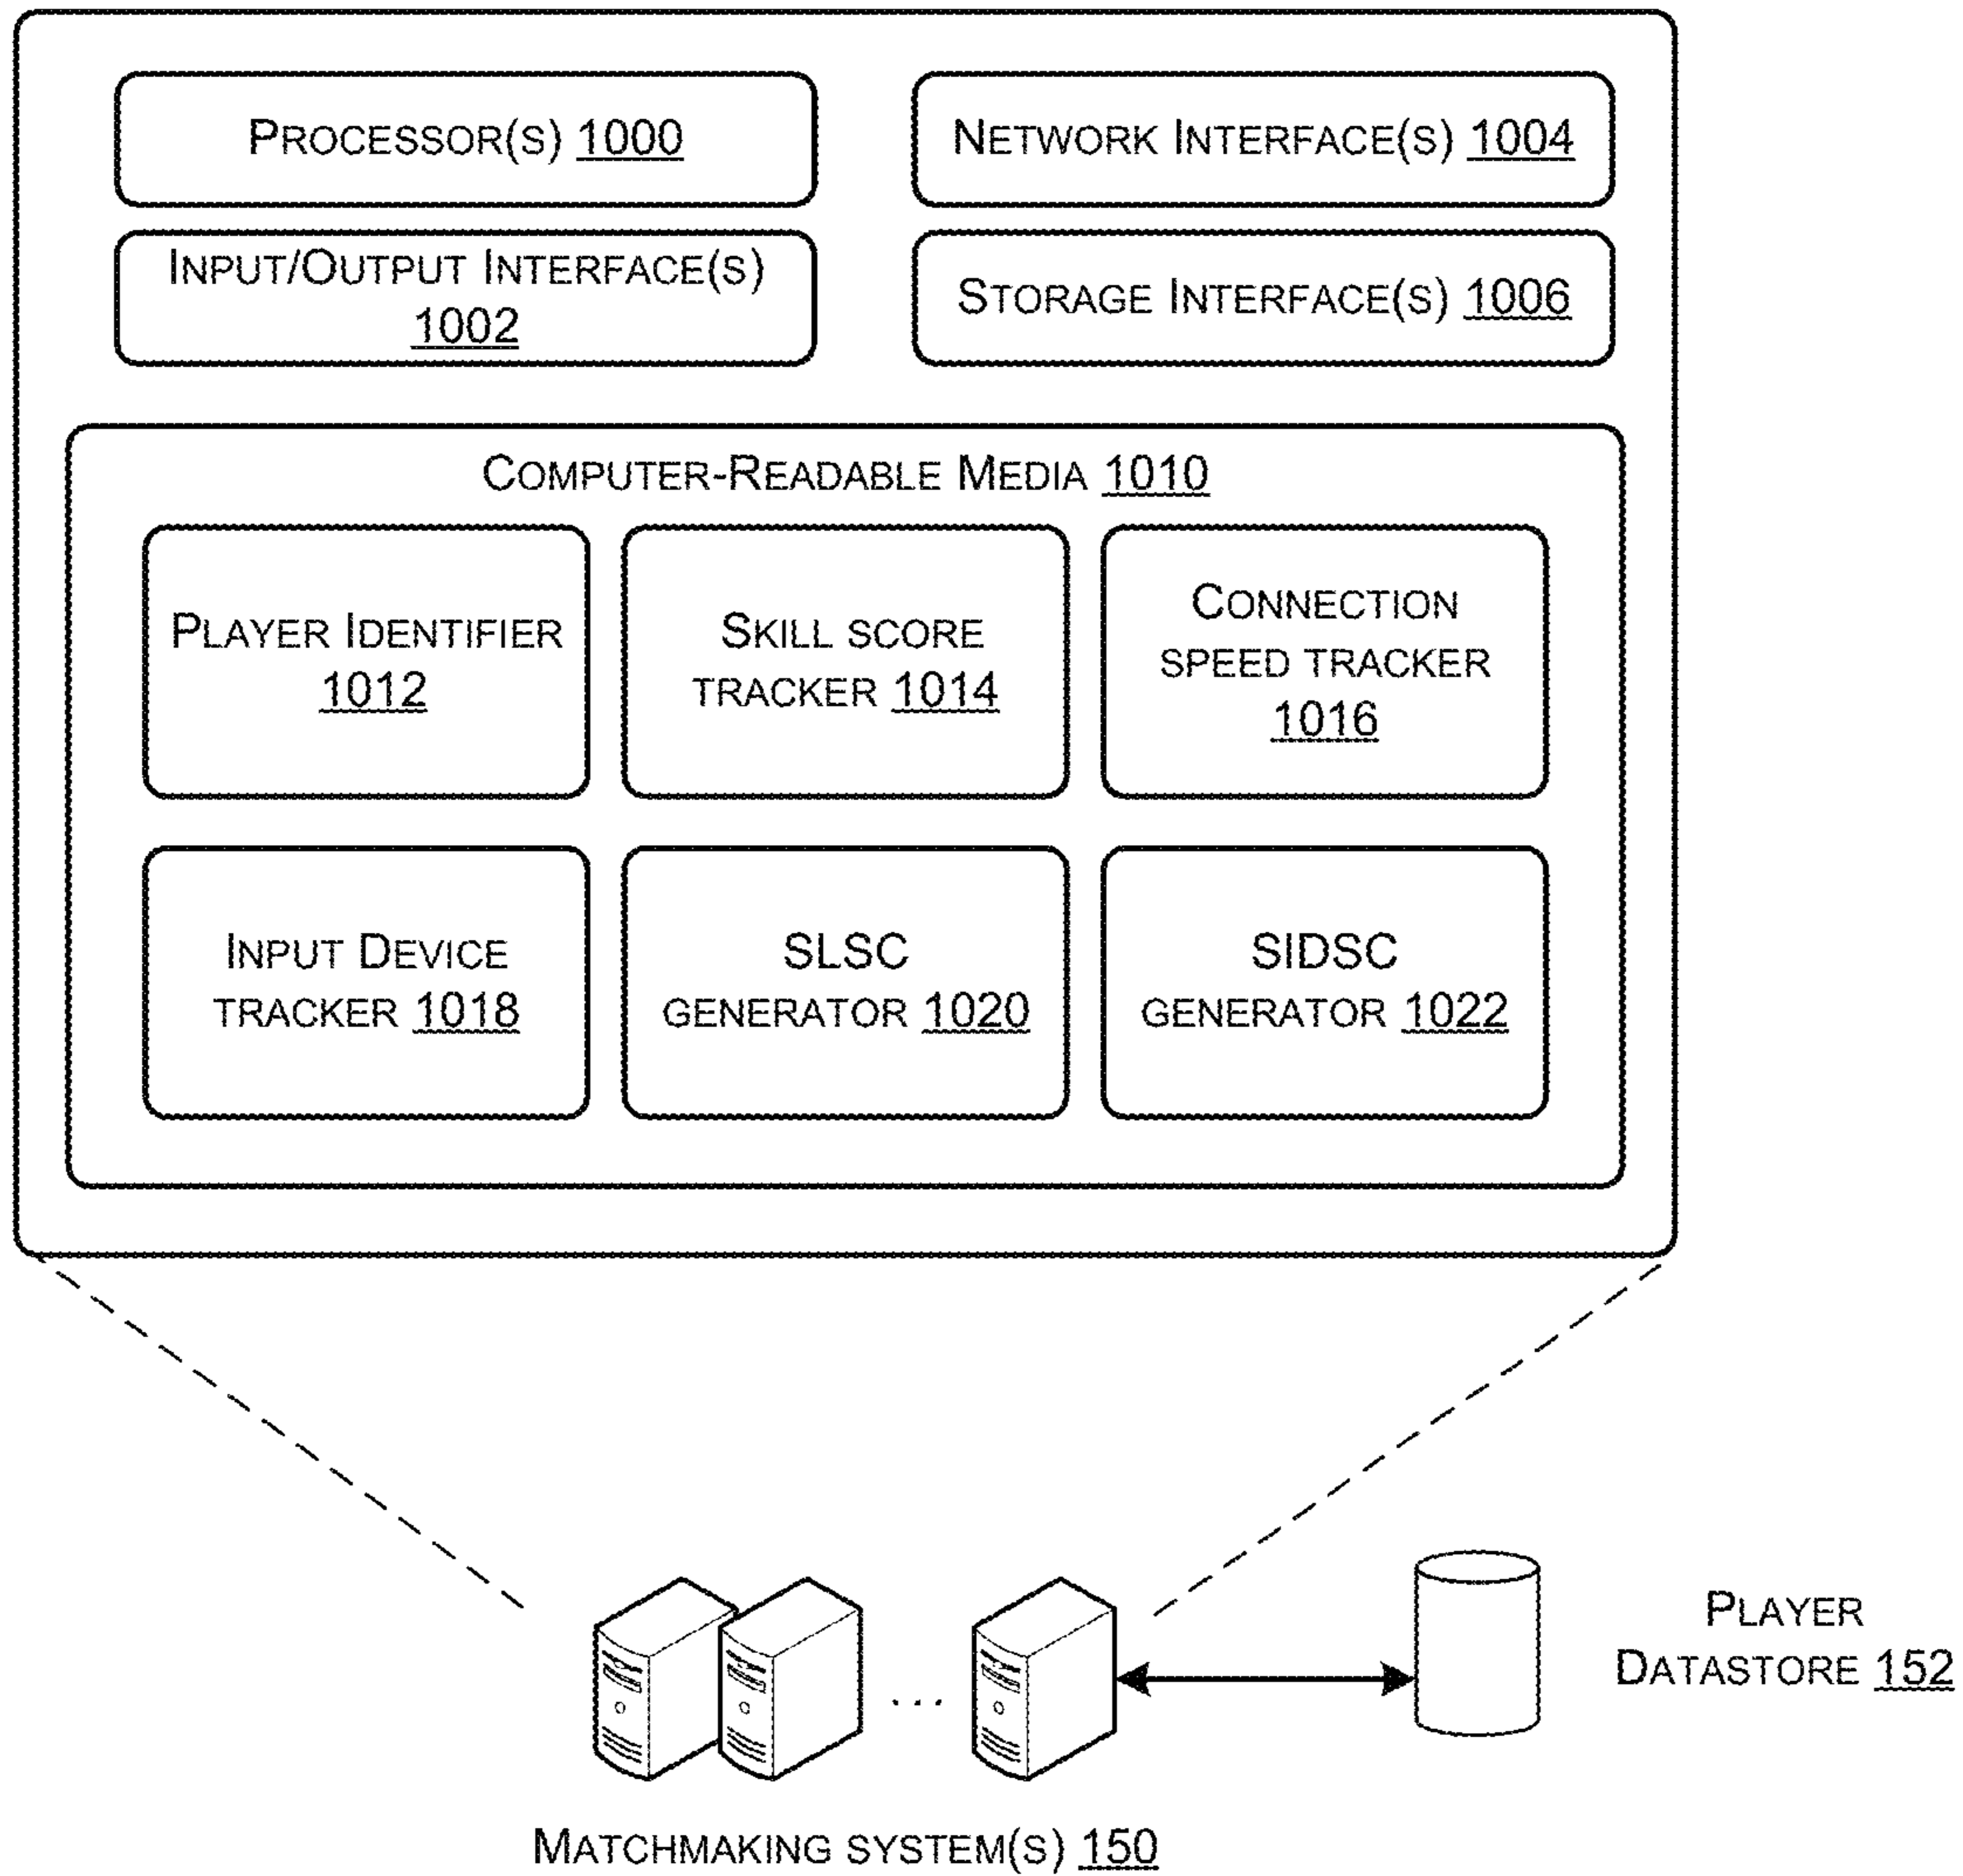 PROCESSOR(S) 1000
NETWORK INTERFACE(S) 1004
INPUT/OUTPUT INTERFACE(S)
1002
STORAGE INTERFACE(S) 1006
COMPUTER-READABLE MEDIA 1010
PLAYER IDENTIFIER
1012
SKILL SCORE
TRACKER 1014
CONNECTION
SPEED TRACKER
1016
INPUT DEVICE
TRACKER 1018
SLSC
GENERATOR 1020
SIDSC
GENERATOR 1022
...
PLAYER
DATASTORE 152
MATCHMAKING SYSTEM(S) 150